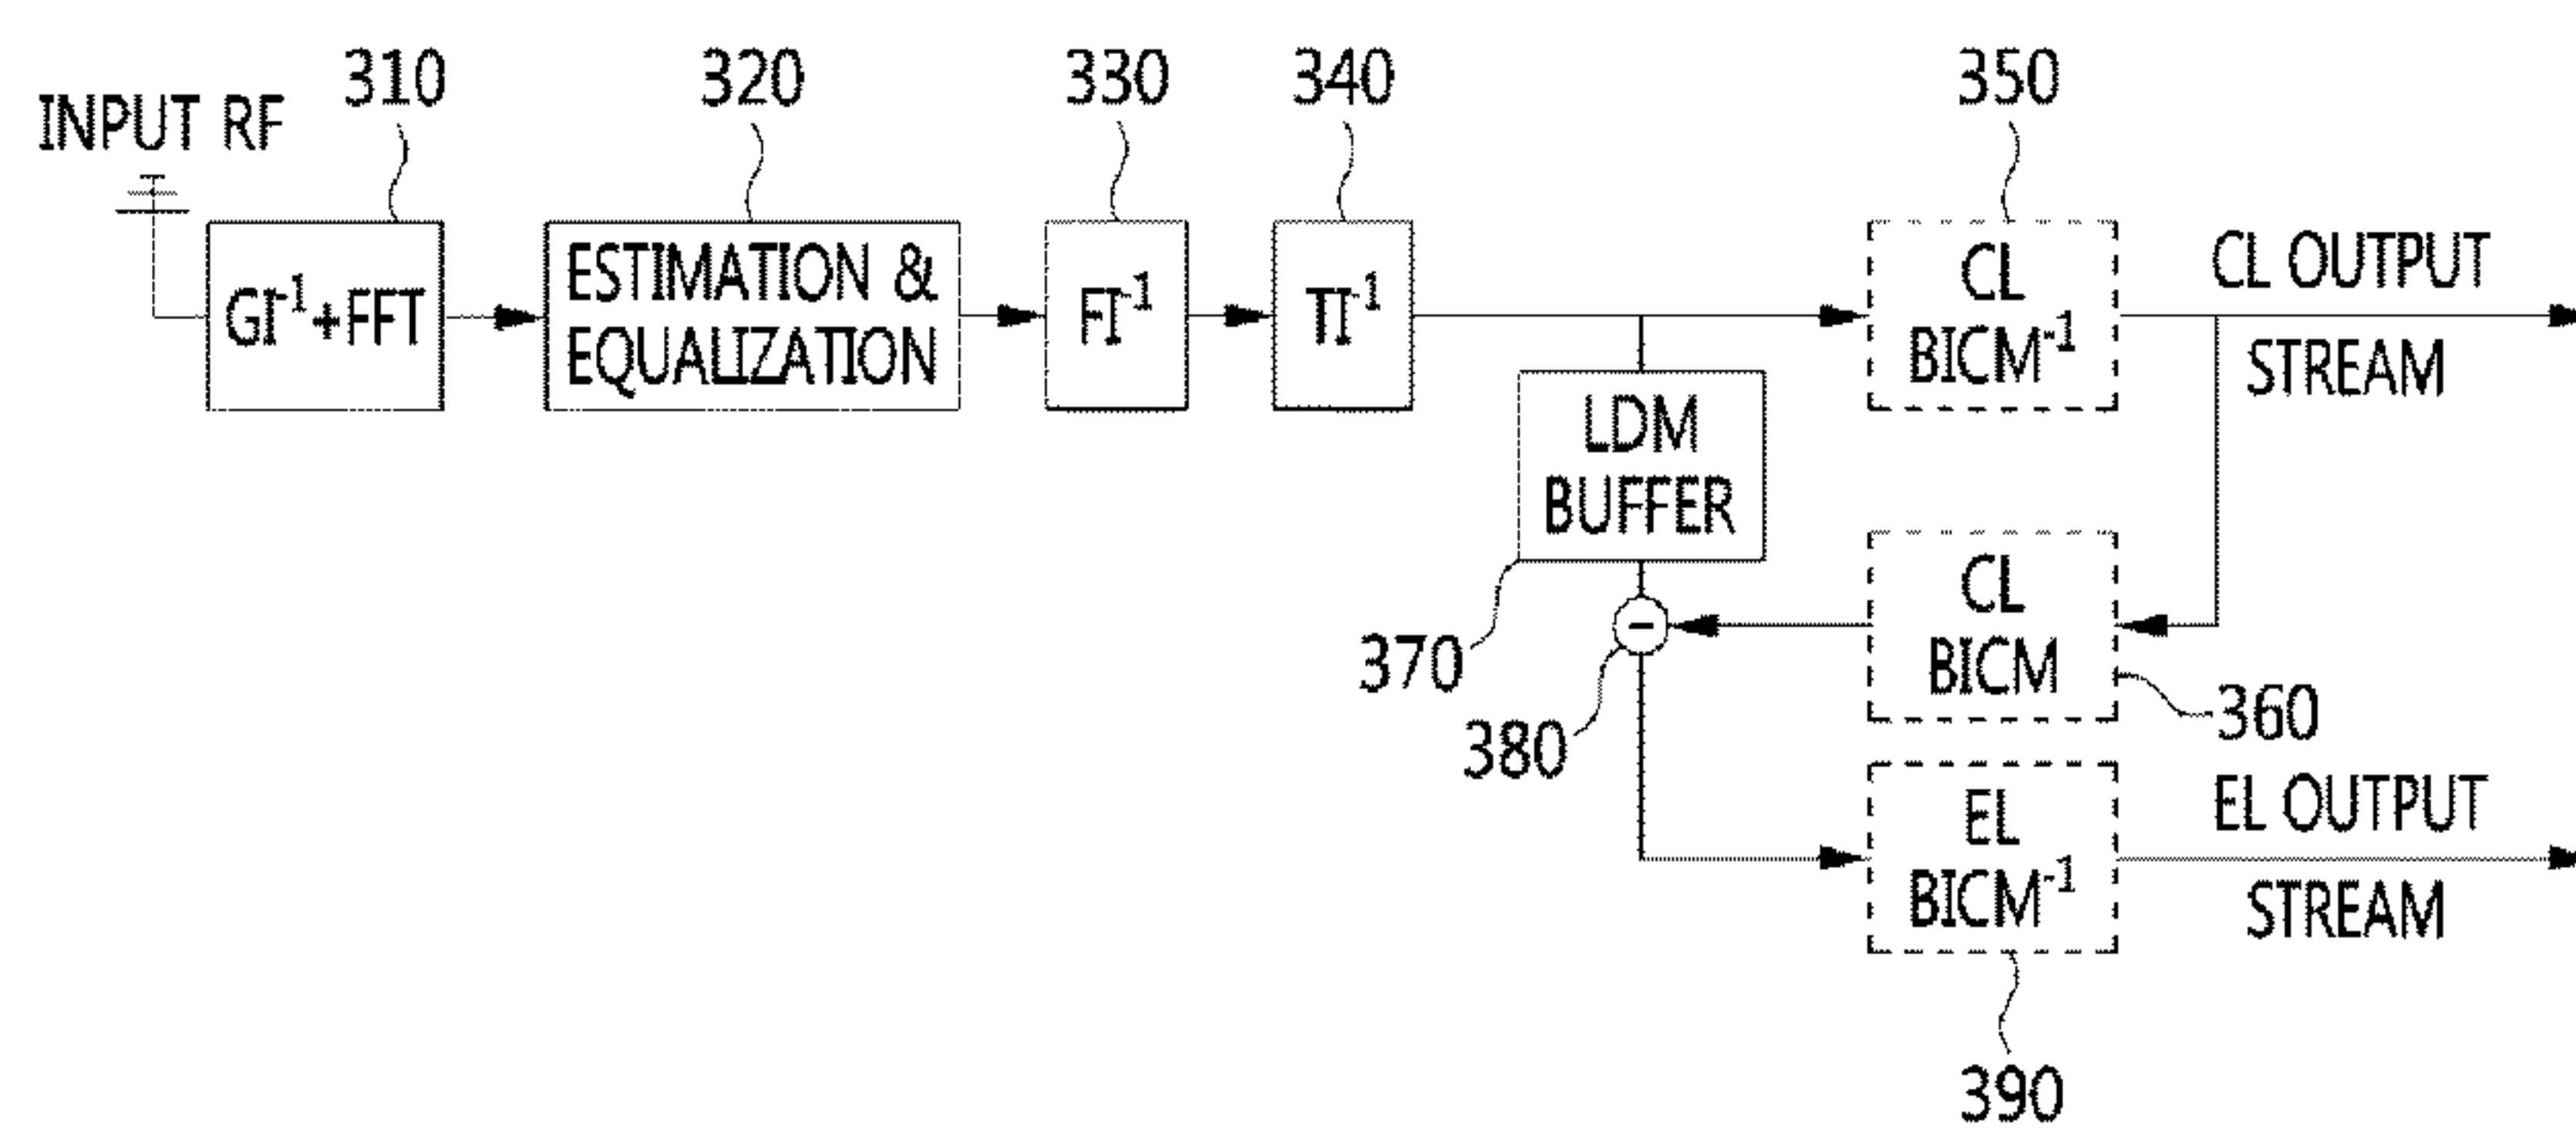 310
320
330
340
350
INPUT RF
GI⁻¹+FFT
ESTIMATION &
EQUALIZATION
FI⁻¹
TI⁻¹
CL
BICM⁻¹
CL OUTPUT
STREAM
LDM
BUFFER
370
380
CL
BICM
360
EL
BICM⁻¹
EL OUTPUT
STREAM
390